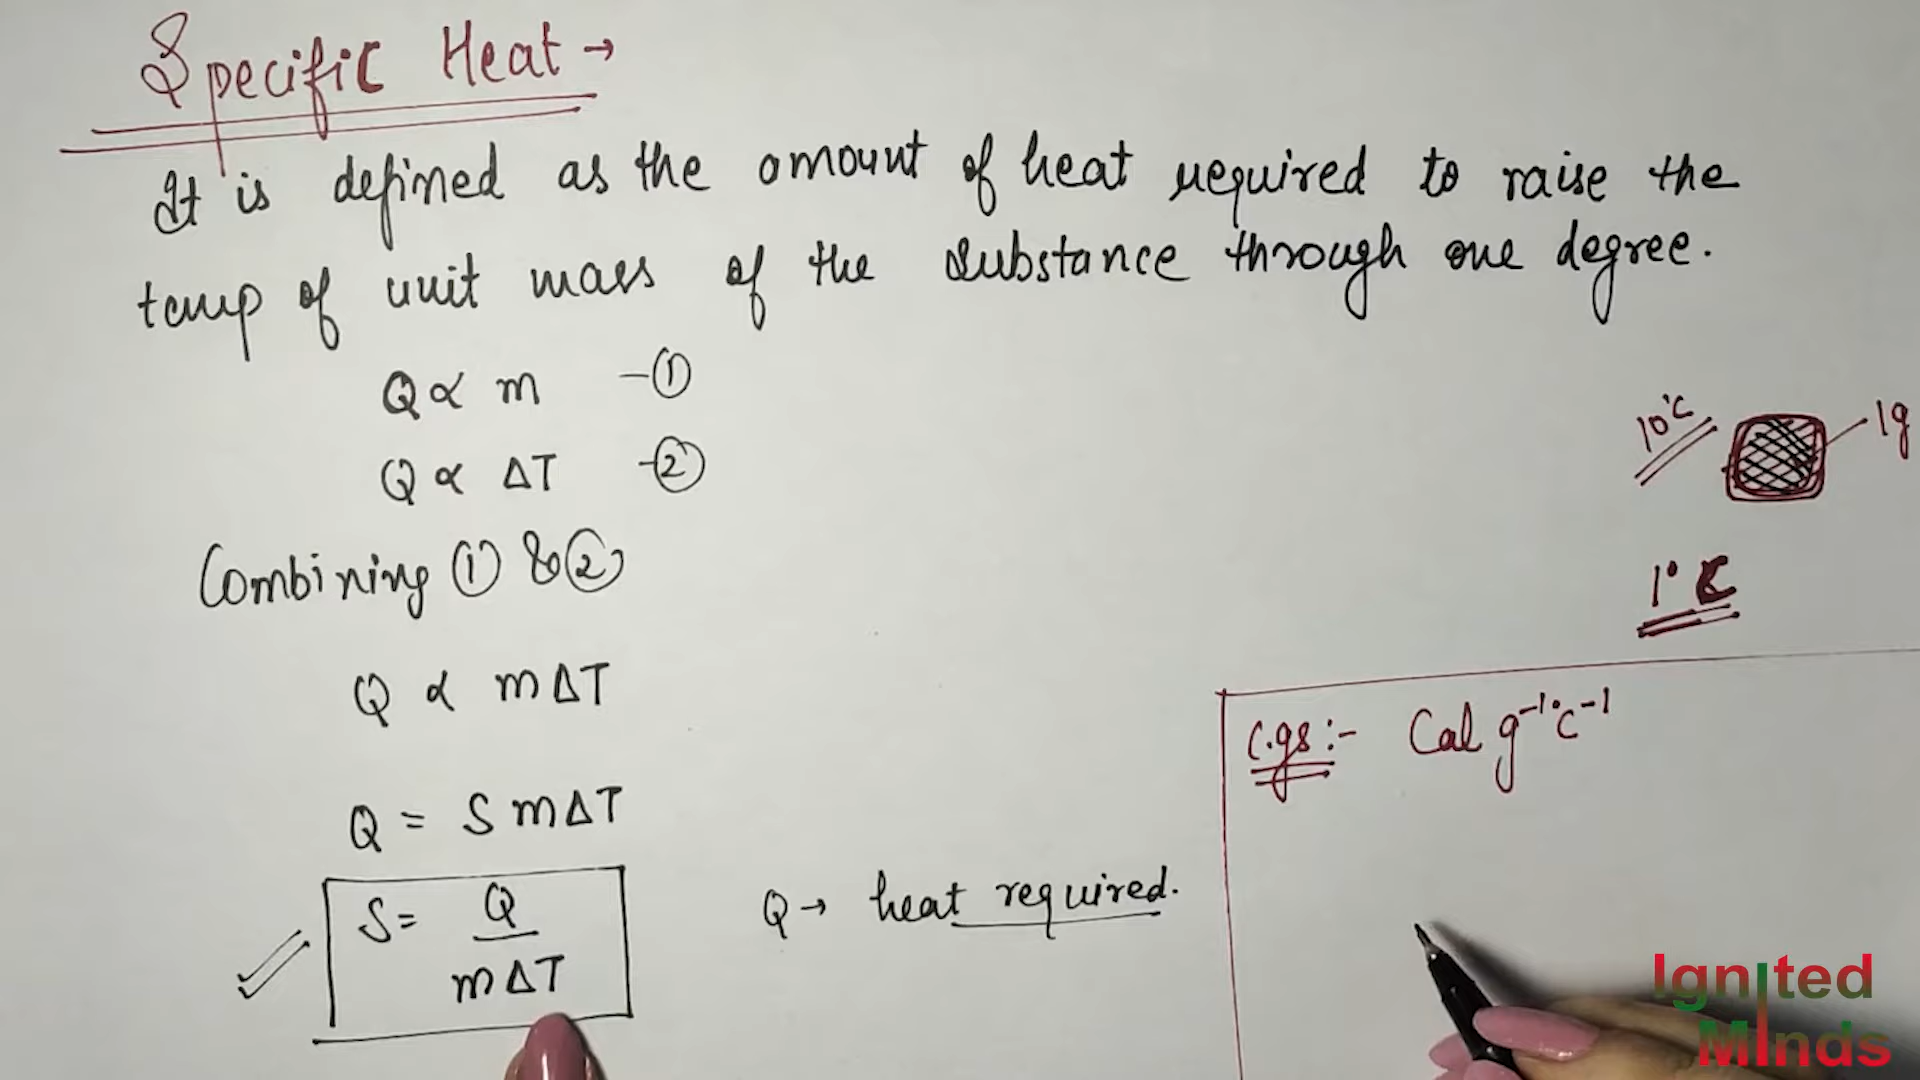 Specific Heat →
It is defined as the amount of heat required to raise the
temp of unit mass of the substance through one degree.
Q ∝ m —①
Q ∝ ΔT —②
Combining ① & ②
Q ∝ mΔT
Q = S mΔT
S = Q / mΔT
Q → heat required.
10°C
1g
1°C
C.gs:- Cal g⁻¹°C⁻¹
Ignited
Minds